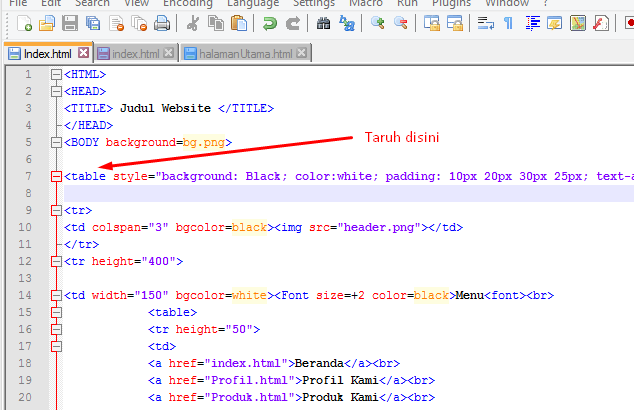 File Edit Search View Encoding Language Settings Macro Run Plugins Window ?
Index.html index.html halamanUtama.html
1 <HTML>
2 <HEAD>
3 <TITLE> Judul Website </TITLE>
4 </HEAD>
5 <BODY background=bg.png>
Taruh disini
6
7 <table style="background: Black; color:white; padding: 10px 20px 30px 25px; text-a
8
9 <tr>
10 <td colspan="3" bgcolor=black><img src="header.png"></td>
11 </tr>
12 <tr height="400">
13
14 <td width="150" bgcolor=white><Font size=+2 color=black>Menu<font><br>
15 <table>
16 <tr height="50">
17 <td>
18 <a href="index.html">Beranda</a><br>
19 <a href="Profil.html">Profil Kami</a><br>
20 <a href="Produk.html">Produk Kami</a><br>